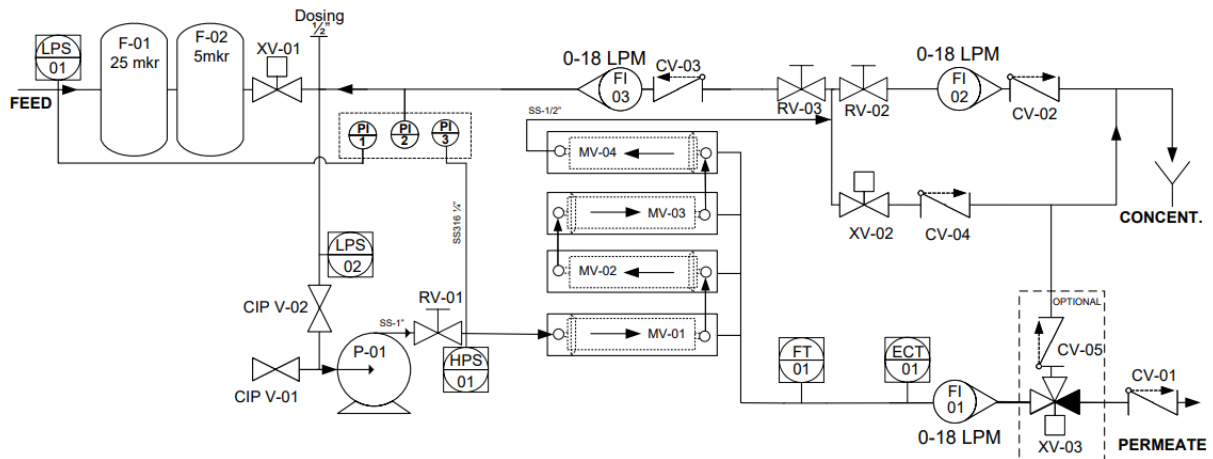 Dosing
½"
LPS
01
F-01
25 mkr
F-02
5mkr
XV-01
FEED
PI
1
PI
2
PI
3
0-18 LPM
FI
03
CV-03
RV-03
RV-02
0-18 LPM
FI
02
CV-02
SS-1/2"
MV-04
MV-03
MV-02
MV-01
SS316 ¼"
XV-02
CV-04
CONCENT.
LPS
02
CIP V-02
RV-01
SS-1"
P-01
CIP V-01
HPS
01
OPTIONAL
CV-05
FT
01
ECT
01
FI
01
0-18 LPM
XV-03
CV-01
PERMEATE